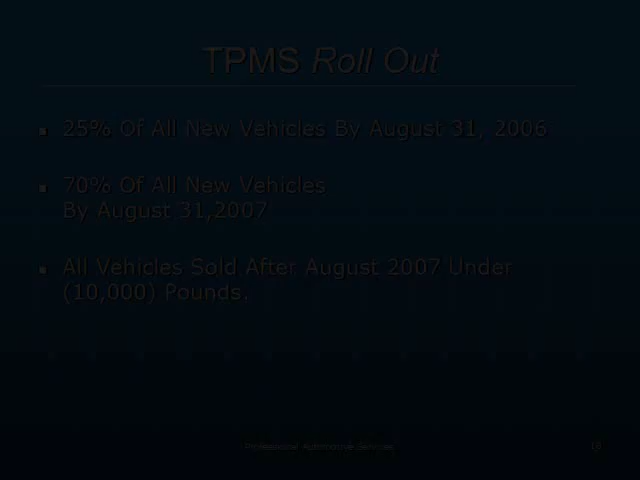 TPMS Roll Out
25% Of All New Vehicles By August 31, 2006
70% Of All New Vehicles
By August 31,2007
All Vehicles Sold After August 2007 Under
(10,000) Pounds.
Professional Automotive Services
18